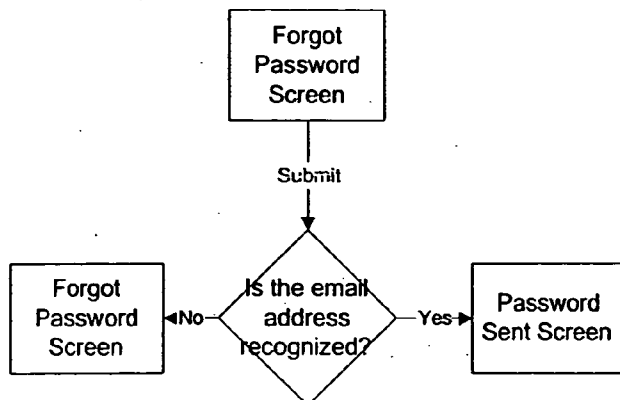 Forgot
Password
Screen
Submit
Forgot
Password
Screen
No
Is the email
address
recognized?
Yes
Password
Sent Screen